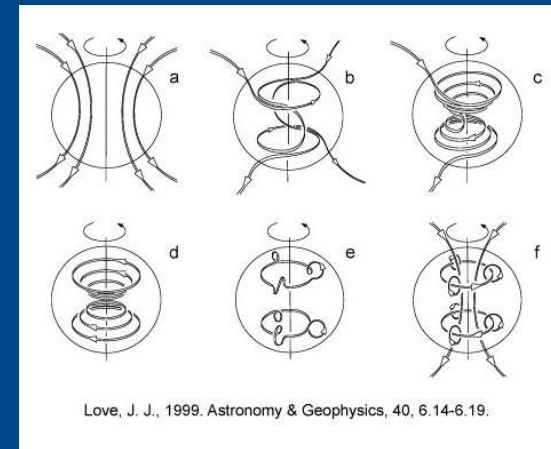 a b c
d e f
Love, J. J., 1999. Astronomy & Geophysics, 40, 6.14-6.19.